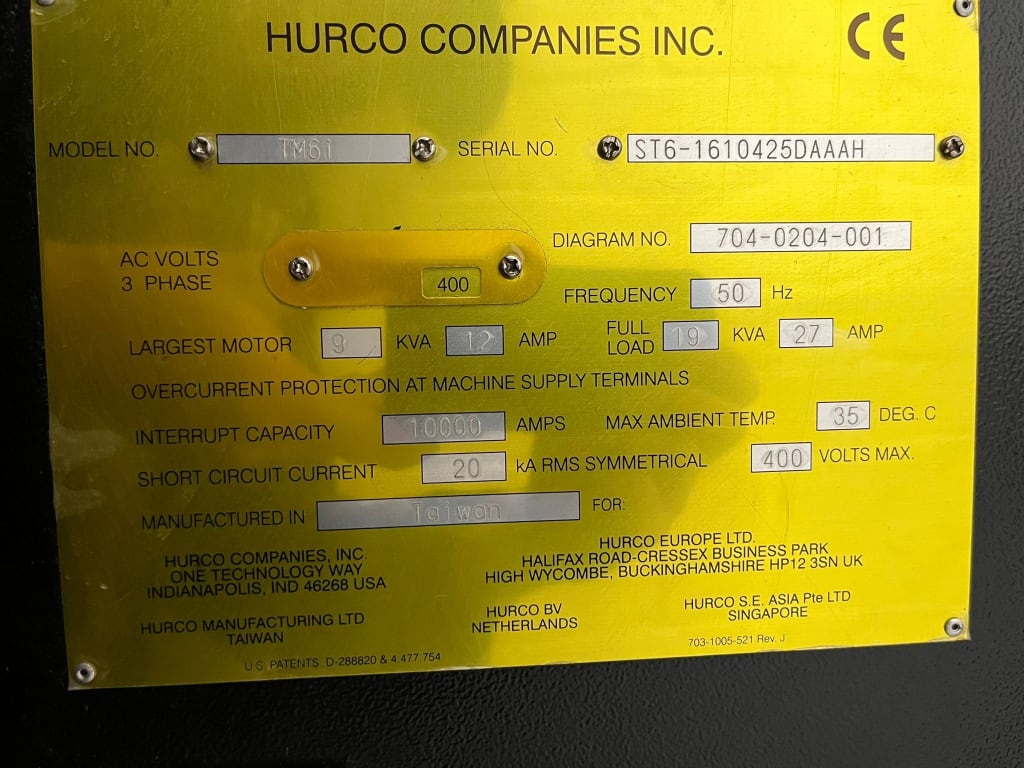 HURCO COMPANIES INC. CE
MODEL NO. TM6i SERIAL NO. ST6-1610425DAAAH
AC VOLTS
3 PHASE
400
DIAGRAM NO. 704-0204-001
FREQUENCY 50 Hz
LARGEST MOTOR 9 KVA 12 AMP
FULL
LOAD 19 KVA 27 AMP
OVERCURRENT PROTECTION AT MACHINE SUPPLY TERMINALS
INTERRUPT CAPACITY 10000 AMPS MAX AMBIENT TEMP. 35 DEG. C
SHORT CIRCUIT CURRENT 20 kA RMS SYMMETRICAL 400 VOLTS MAX.
MANUFACTURED IN Taiwan FOR:
HURCO COMPANIES, INC.
ONE TECHNOLOGY WAY
INDIANAPOLIS, IND 46268 USA
HURCO EUROPE LTD.
HALIFAX ROAD-CRESSEX BUSINESS PARK
HIGH WYCOMBE, BUCKINGHAMSHIRE HP12 3SN UK
HURCO MANUFACTURING LTD
TAIWAN
HURCO BV
NETHERLANDS
HURCO S.E. ASIA Pte LTD
SINGAPORE
U.S. PATENTS D-288820 & 4,477,754
703-1005-521 Rev. J